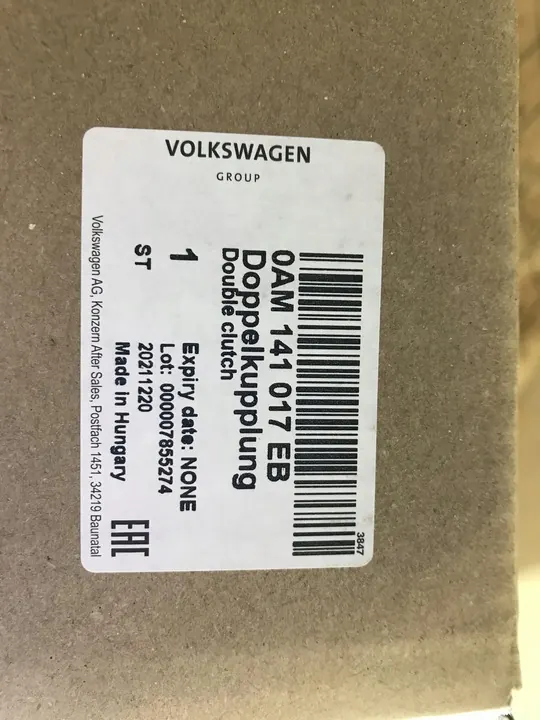 VOLKSWAGEN
GROUP
3847
0AM 141 017 EB
Doppelkupplung
Double clutch
1
ST
Expiry date: NONE
Lot: 000007855274
20211220
Made in Hungary
EAC
Volkswagen AG, Konzern After Sales, Postfach 1451, 34219 Baunatal